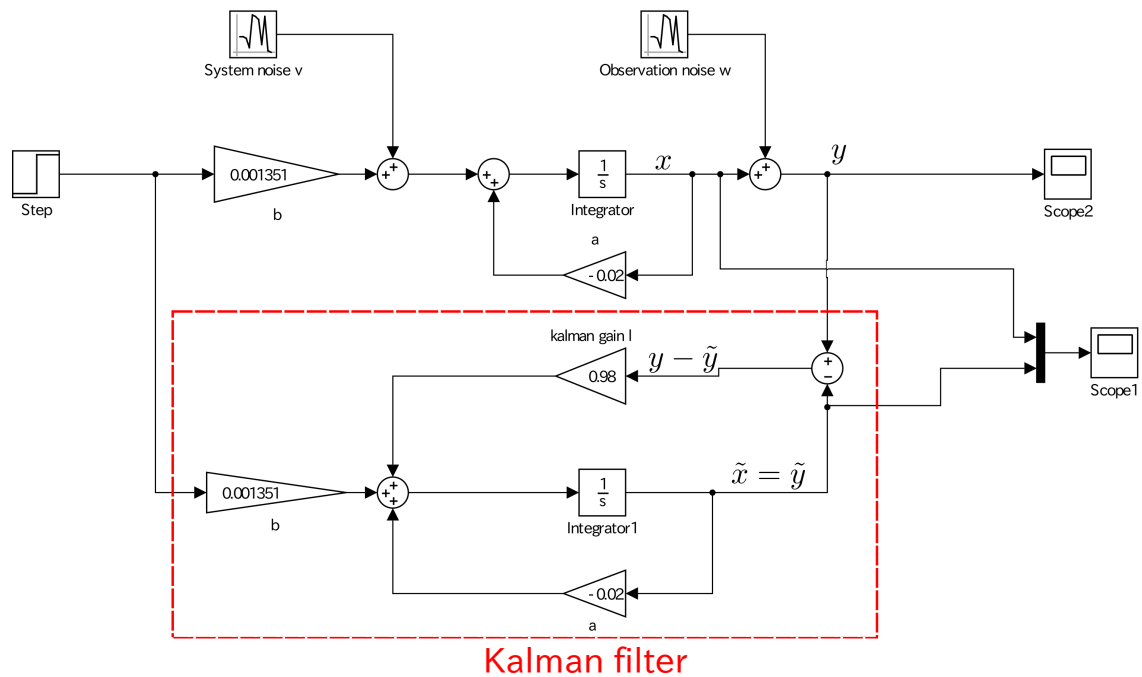 System noise v
Observation noise w
0.001351
+
+
+
+
1
s
x
+
+
y
Step
b
Integrator
Scope2
a
- 0.02
kalman gain l
0.98
y − ỹ
+
−
Scope1
0.001351
+
+
+
1
s
x̃ = ỹ
b
Integrator1
- 0.02
a
Kalman filter